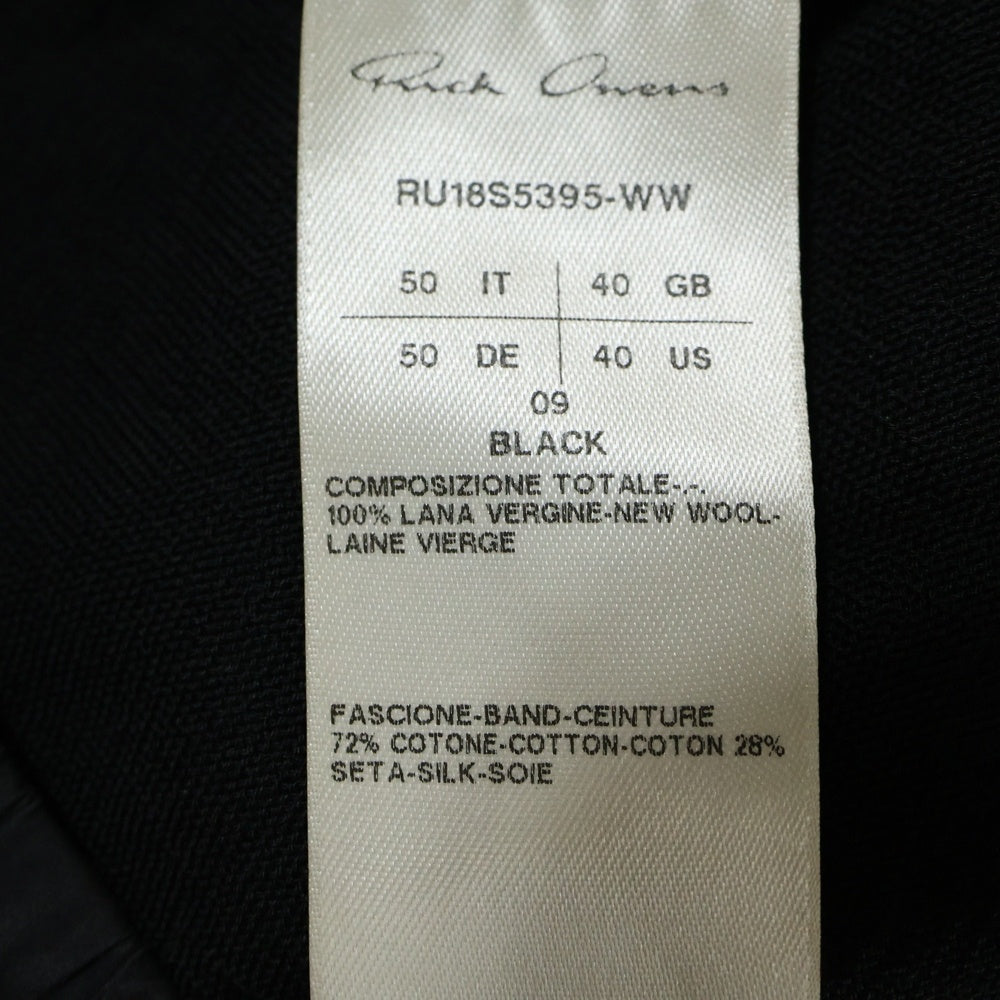 Rick Owens
RU18S5395-WW
50 IT 40 GB
50 DE 40 US
09
BLACK
COMPOSIZIONE TOTALE-.-.
100% LANA VERGINE-NEW WOOL-
LAINE VIERGE
FASCIONE-BAND-CEINTURE
72% COTONE-COTTON-COTON 28%
SETA-SILK-SOIE